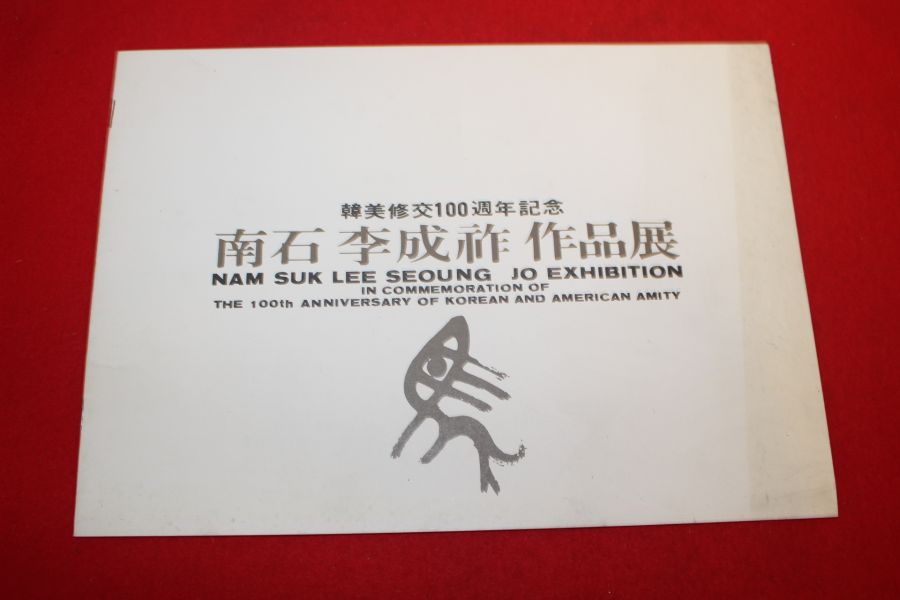 韓美修交100週年記念
南石 李成祚 作品展
NAM SUK LEE SEOUNG JO EXHIBITION
IN COMMEMORATION OF
THE 100th ANNIVERSARY OF KOREAN AND AMERICAN AMITY